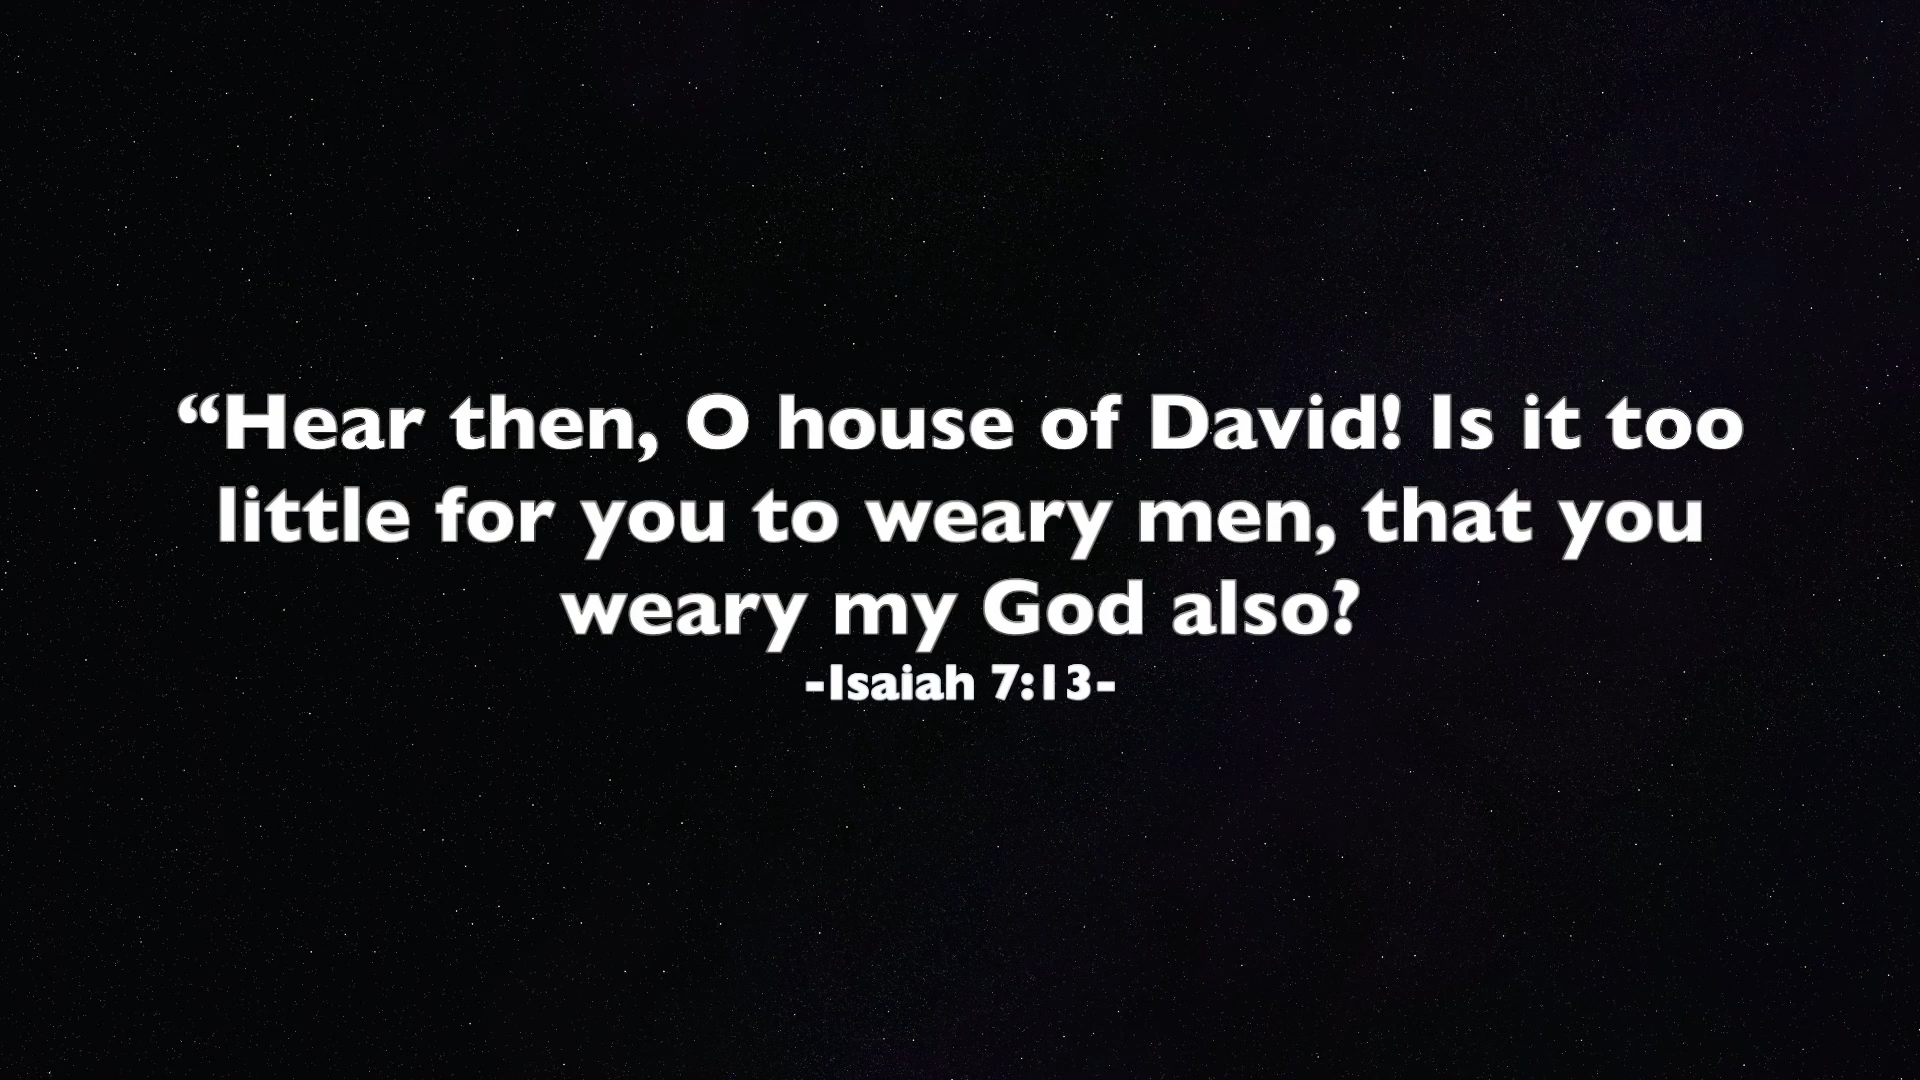 “Hear then, O house of David! Is it too
little for you to weary men, that you
weary my God also?
-Isaiah 7:13-